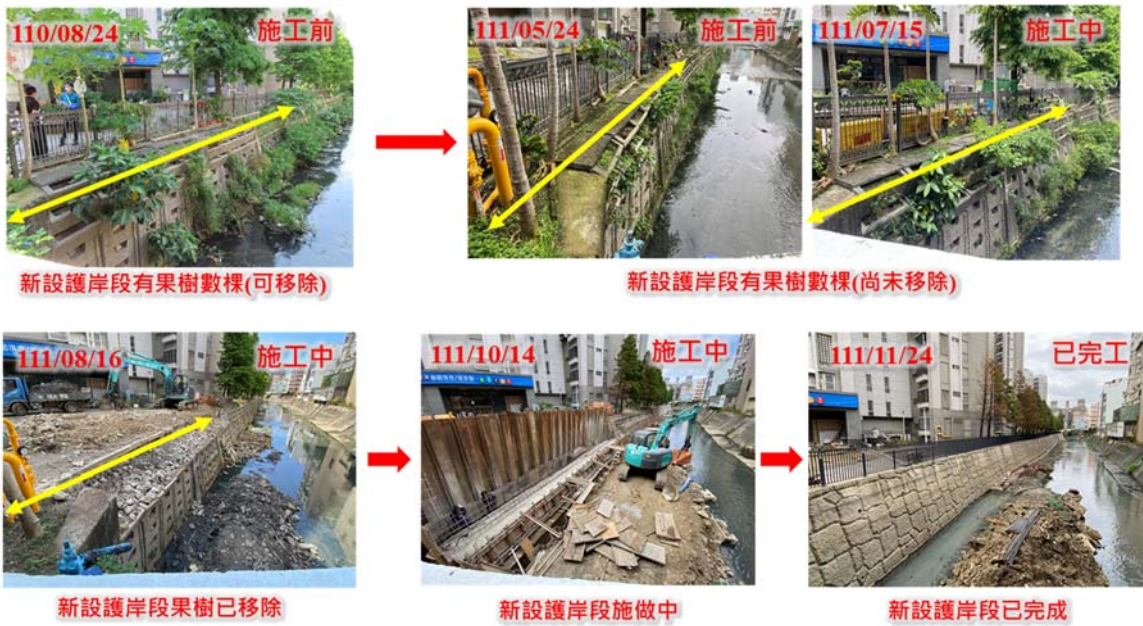 110/08/24 施工前
111/05/24 施工前
111/07/15 施工中
新設護岸段有果樹數棵(可移除)
新設護岸段有果樹數棵(尚未移除)
111/08/16 施工中
111/10/14 施工中
111/11/24 已完工
新設護岸段果樹已移除
新設護岸段施做中
新設護岸段已完成